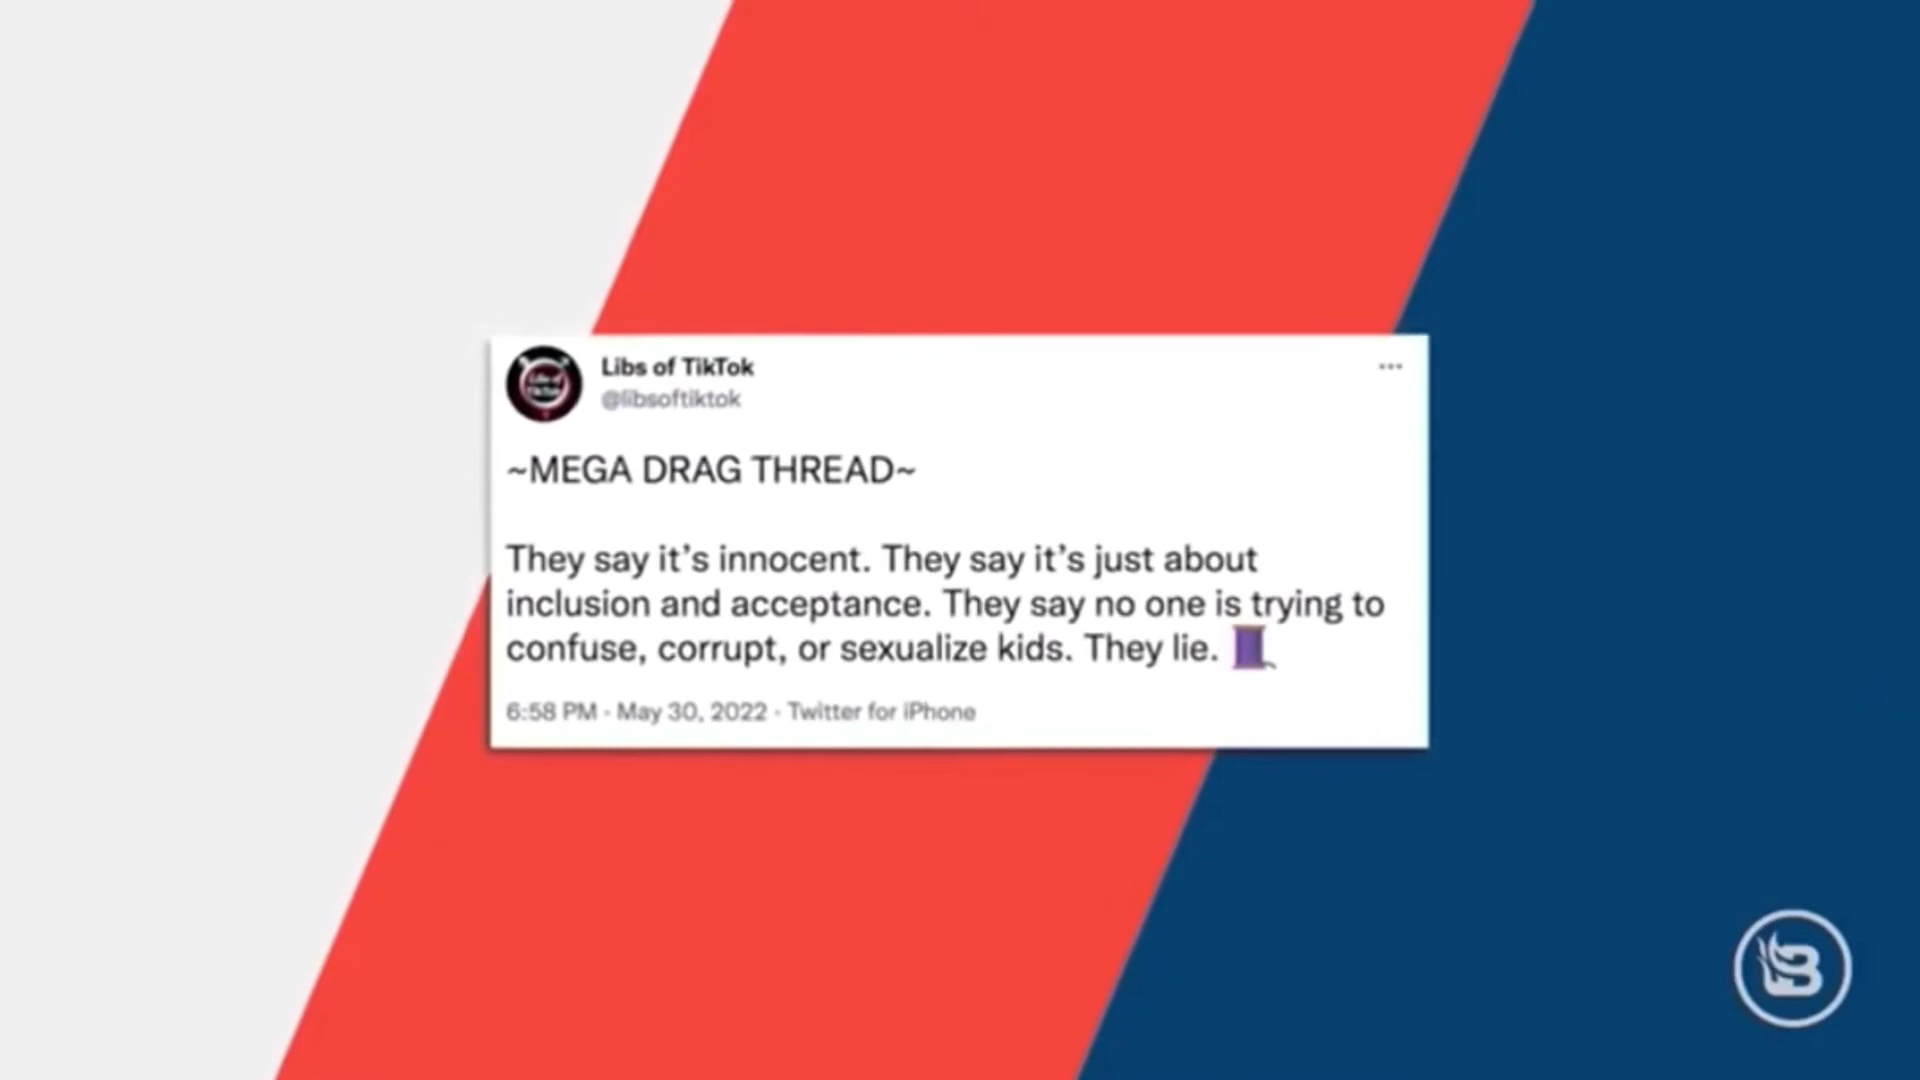 Libs of TikTok
@libsoftiktok
~MEGA DRAG THREAD~
They say it’s innocent. They say it’s just about
inclusion and acceptance. They say no one is trying to
confuse, corrupt, or sexualize kids. They lie. 🧵
6:58 PM · May 30, 2022 · Twitter for iPhone
B